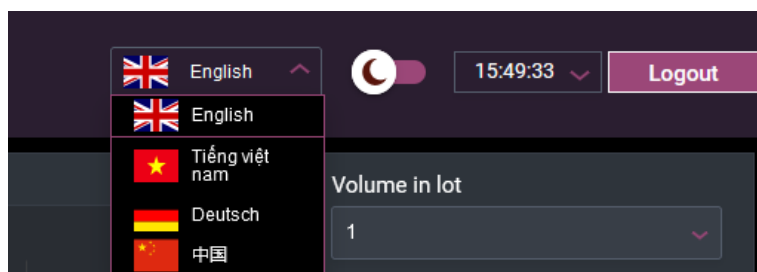 English
15:49:33
Logout
English
Tiếng việt
nam
Deutsch
中国
Volume in lot
1